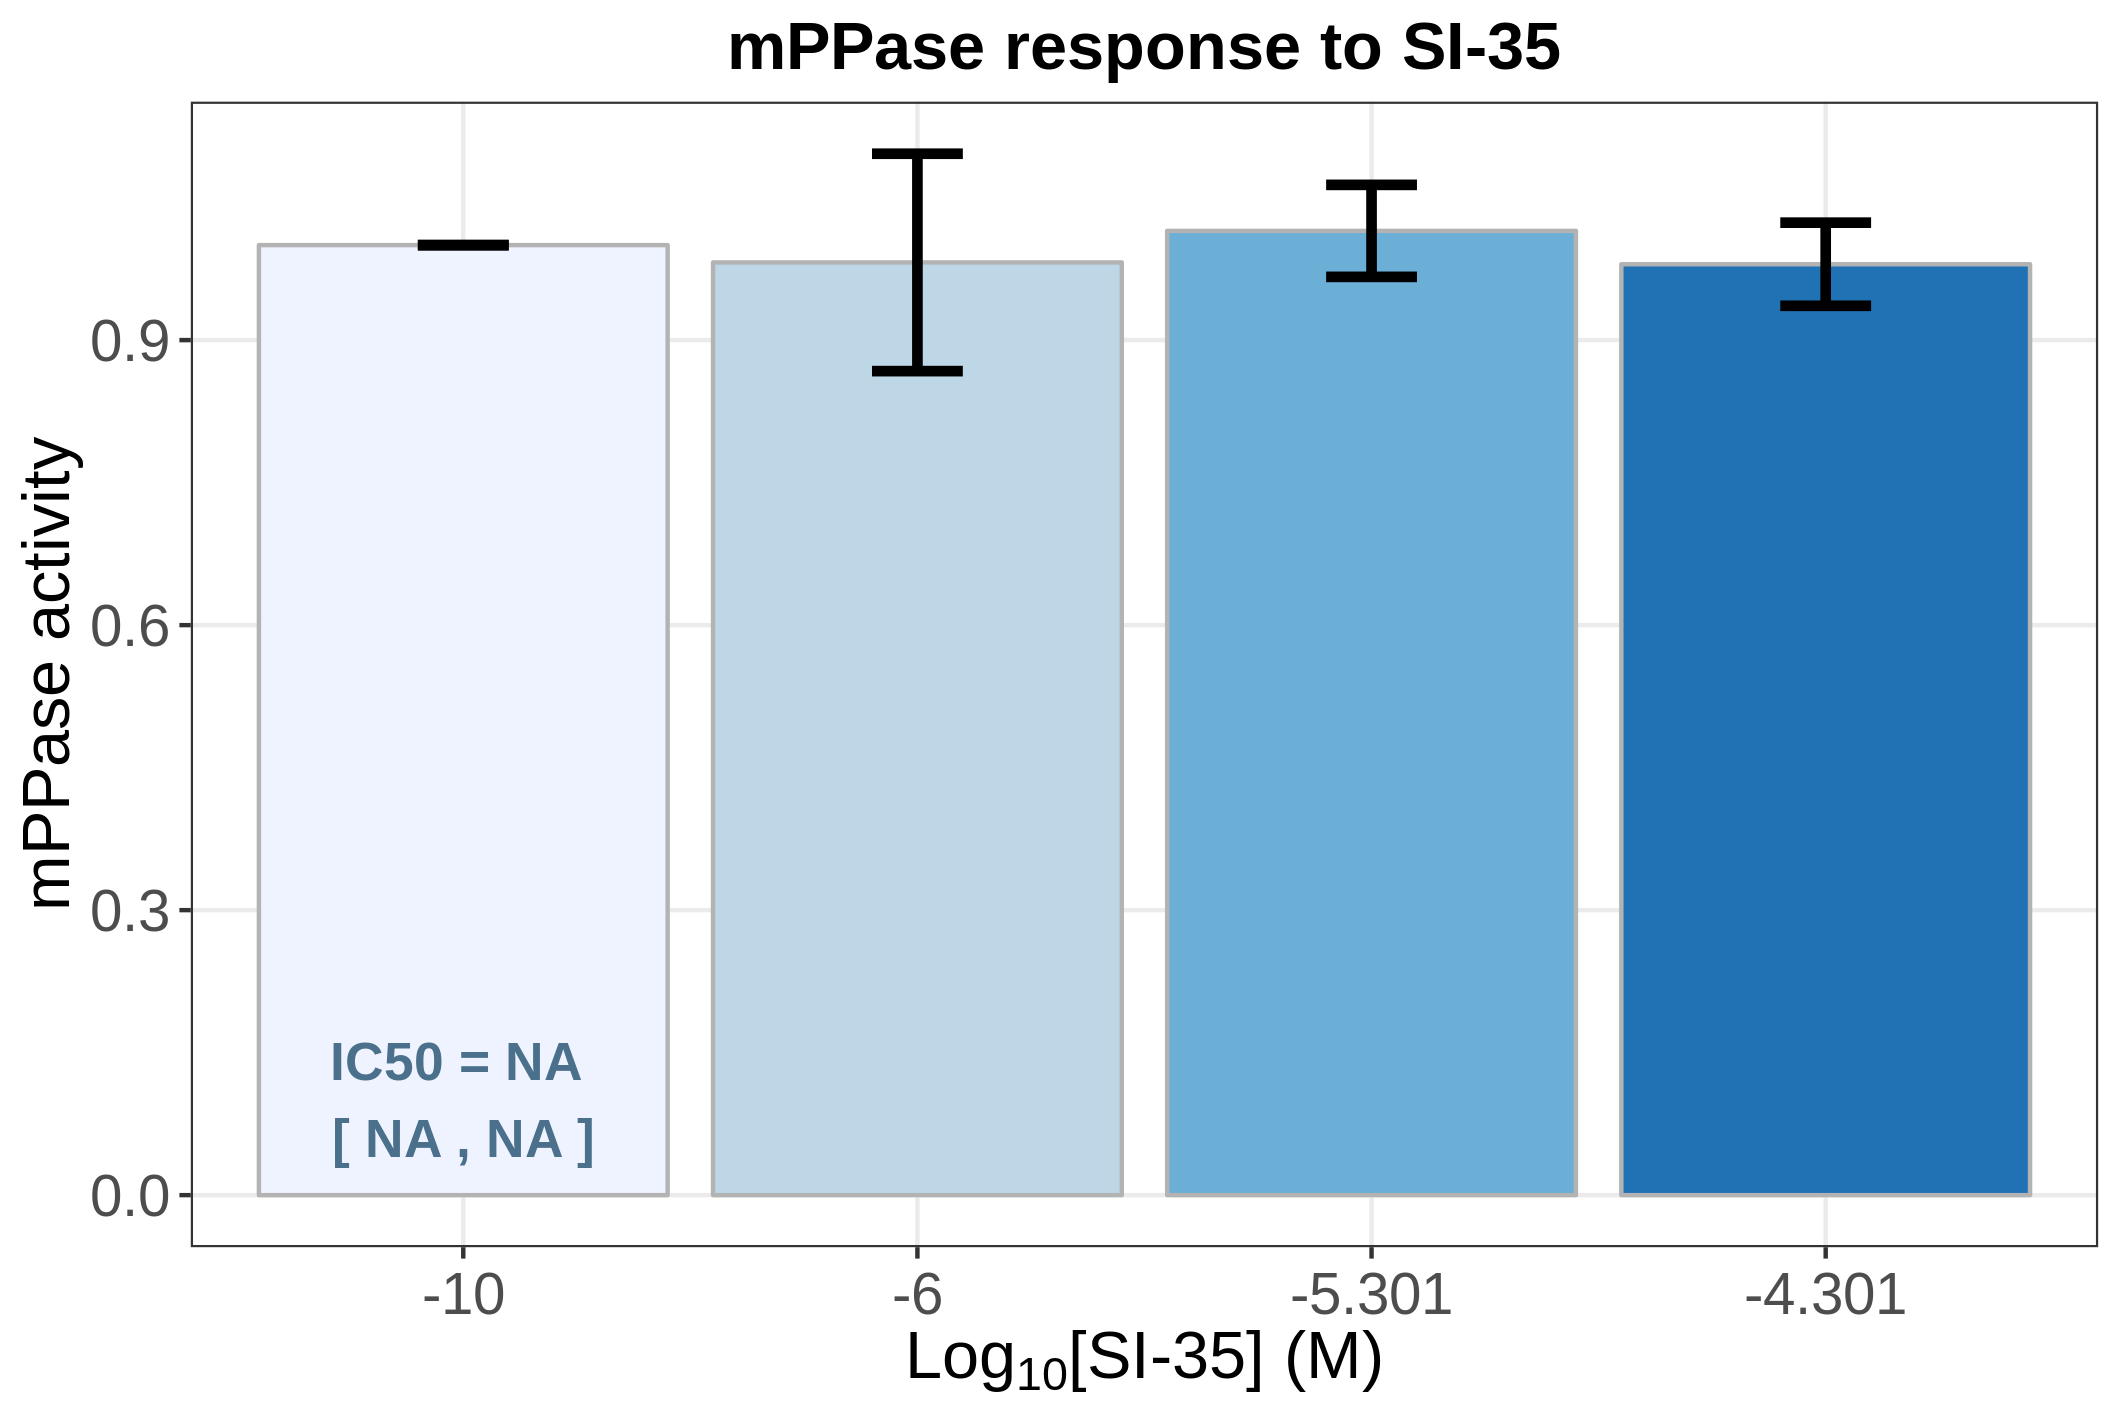 mPPase response to SI-35
mPPase activity
0.9
0.6
0.3
0.0
IC50 = NA
[ NA , NA ]
-10
-6
-5.301
-4.301
Log₁₀[SI-35] (M)